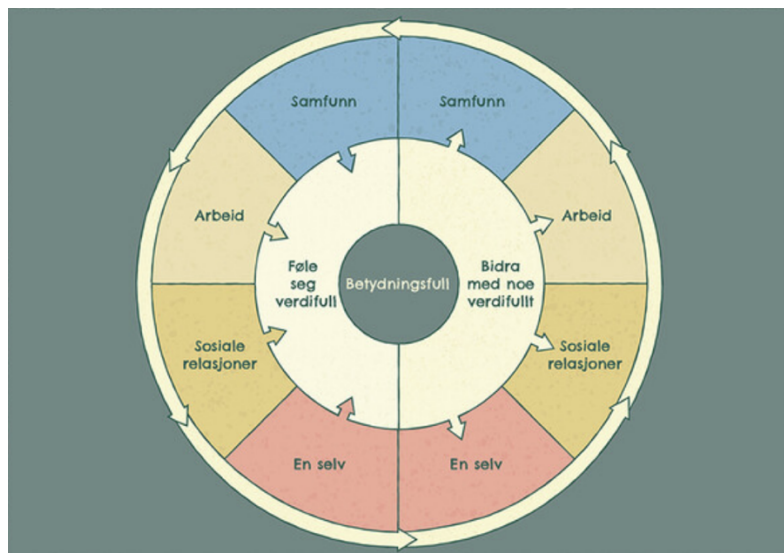 Samfunn
Samfunn
Arbeid
Arbeid
Føle
seg
verdifull
Betydningsfull
Bidra
med noe
verdifullt
Sosiale
relasjoner
Sosiale
relasjoner
En selv
En selv